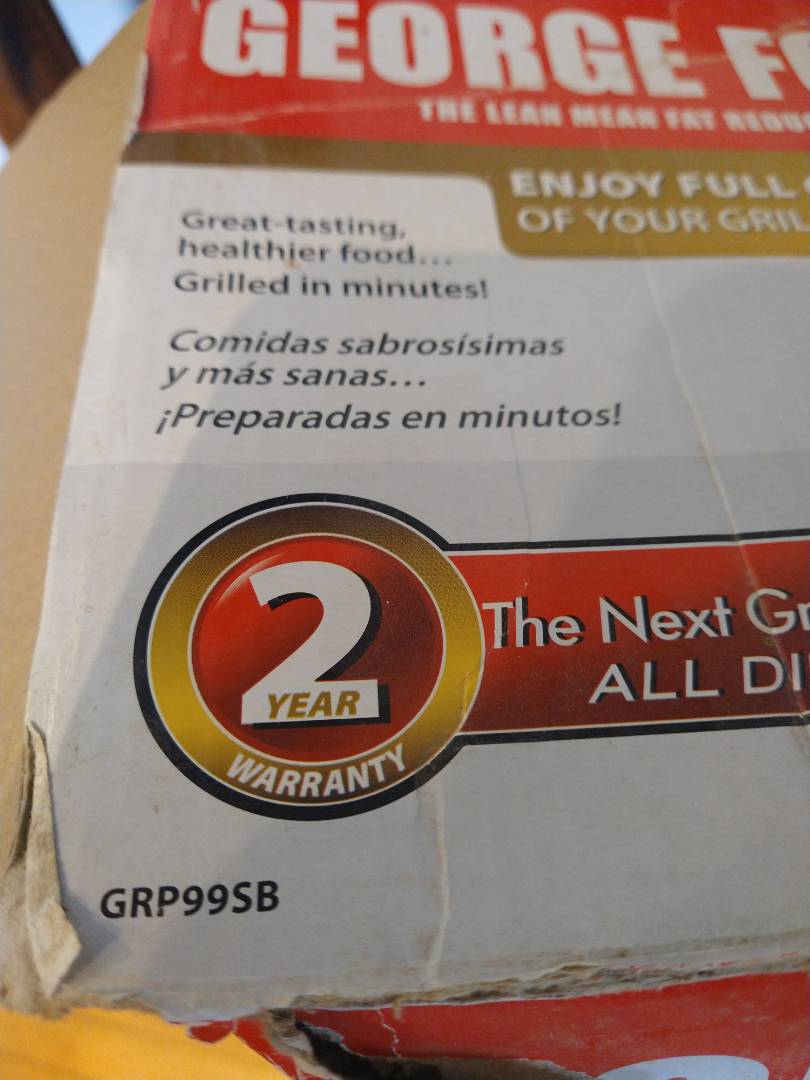 GEORGE
THE LEAN MEAN FAT
ENJOY FULL
OF YOUR
Great-tasting,
healthier food...
Grilled in minutes!
Comidas sabrosísimas
y más sanas...
¡Preparadas en minutos!
2
YEAR
WARRANTY
The Next
ALL
GRP99SB